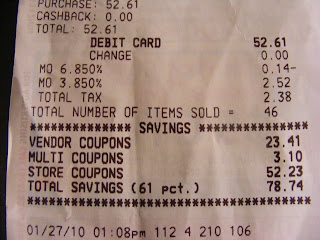 PURCHASE: 52.61
CASHBACK: 0.00
TOTAL: 52.61
DEBIT CARD 52.61
CHANGE 0.00
MO 6.850% 0.14-
MO 3.850% 2.52
TOTAL TAX 2.38
TOTAL NUMBER OF ITEMS SOLD = 46
************** SAVINGS ***************
VENDOR COUPONS 23.41
MULTI COUPONS 3.10
STORE COUPONS 52.23
TOTAL SAVINGS (61 pct.) 78.74
**************************************
01/27/10 01:08pm 112 4 210 106